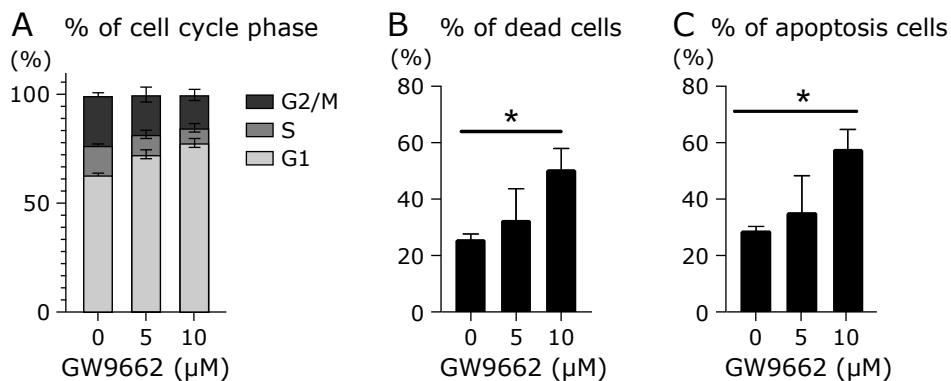 A % of cell cycle phase
(%)
100
50
0
0 5 10
GW9662 (μM)
G2/M
S
G1
B % of dead cells
(%)
80
60
40
20
0
*
0 5 10
GW9662 (μM)
C % of apoptosis cells
(%)
80
60
40
20
0
*
0 5 10
GW9662 (μM)